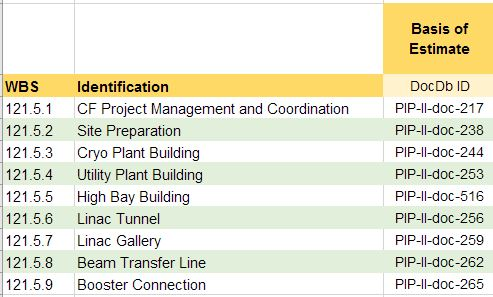 Basis of
Estimate
WBS Identification DocDb ID
121.5.1 CF Project Management and Coordination PIP-II-doc-217
121.5.2 Site Preparation PIP-II-doc-238
121.5.3 Cryo Plant Building PIP-II-doc-244
121.5.4 Utility Plant Building PIP-II-doc-253
121.5.5 High Bay Building PIP-II-doc-516
121.5.6 Linac Tunnel PIP-II-doc-256
121.5.7 Linac Gallery PIP-II-doc-259
121.5.8 Beam Transfer Line PIP-II-doc-262
121.5.9 Booster Connection PIP-II-doc-265